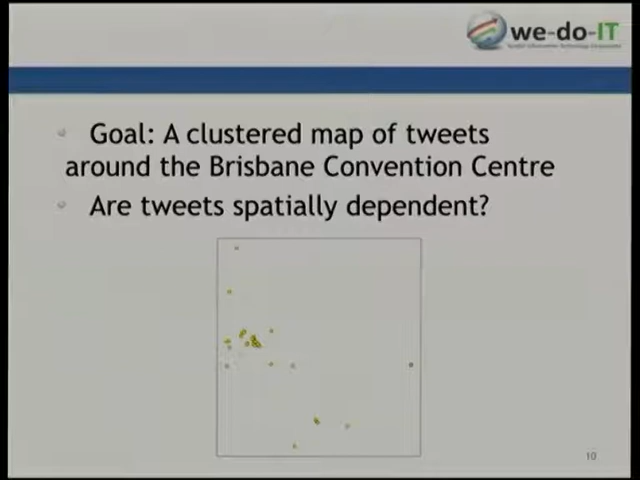 we-do-IT
Goal: A clustered map of tweets
around the Brisbane Convention Centre
Are tweets spatially dependent?
10